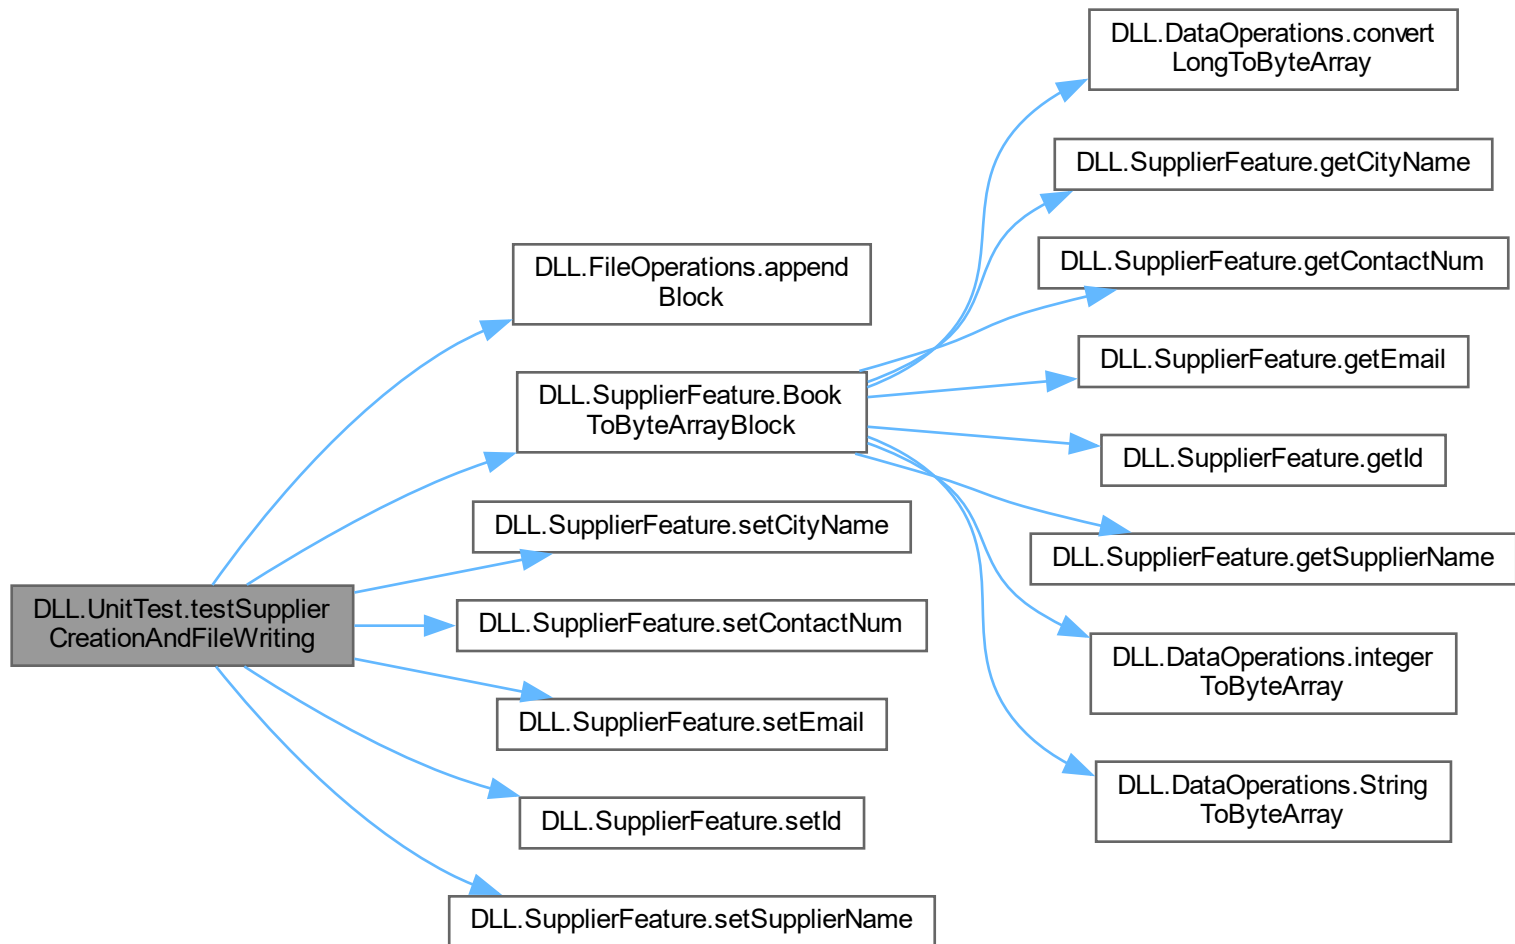 DLL.UnitTest.testSupplier
CreationAndFileWriting
DLL.FileOperations.append
Block
DLL.SupplierFeature.Book
ToByteArrayBlock
DLL.SupplierFeature.setCityName
DLL.SupplierFeature.setContactNum
DLL.SupplierFeature.setEmail
DLL.SupplierFeature.setId
DLL.SupplierFeature.setSupplierName
DLL.DataOperations.convert
LongToByteArray
DLL.SupplierFeature.getCityName
DLL.SupplierFeature.getContactNum
DLL.SupplierFeature.getEmail
DLL.SupplierFeature.getId
DLL.SupplierFeature.getSupplierName
DLL.DataOperations.integer
ToByteArray
DLL.DataOperations.String
ToByteArray